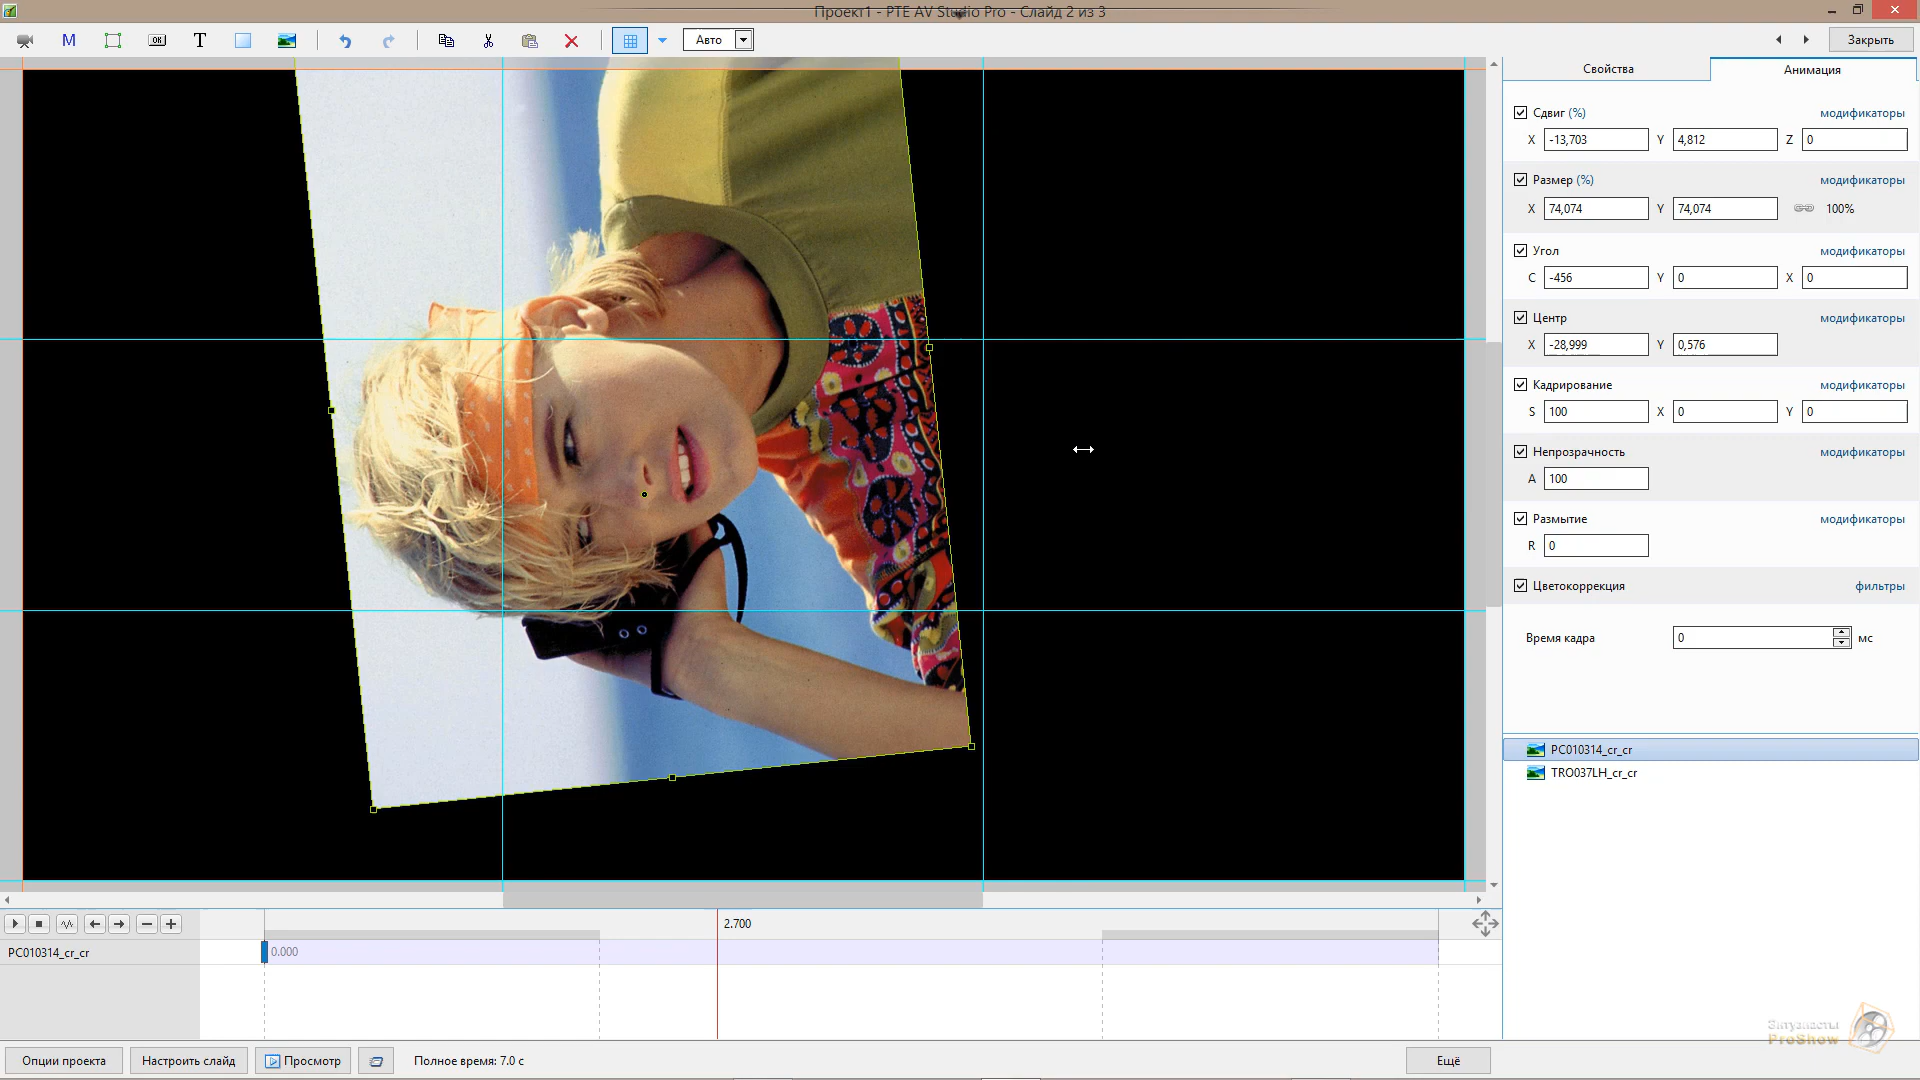 Проект1 - PTE AV Studio Pro - Слайд 2 из 3
M OK T Авто Закрыть
Свойства Анимация
Сдвиг (%) модификаторы
X -13,703 Y 4,812 Z 0
Размер (%) модификаторы
X 74,074 Y 74,074 100%
Угол модификаторы
C -456 Y 0 X 0
Центр модификаторы
X -28,999 Y 0,576
Кадрирование модификаторы
S 100 X 0 Y 0
Непрозрачность модификаторы
A 100
Размытие модификаторы
R 0
Цветокоррекция фильтры
Время кадра 0 мс
PC010314_cr_cr
TRO037LH_cr_cr
2.700
PC010314_cr_cr 0.000
Энтузиасты
ProShow
Опции проекта Настроить слайд Просмотр Полное время: 7.0 с Ещё